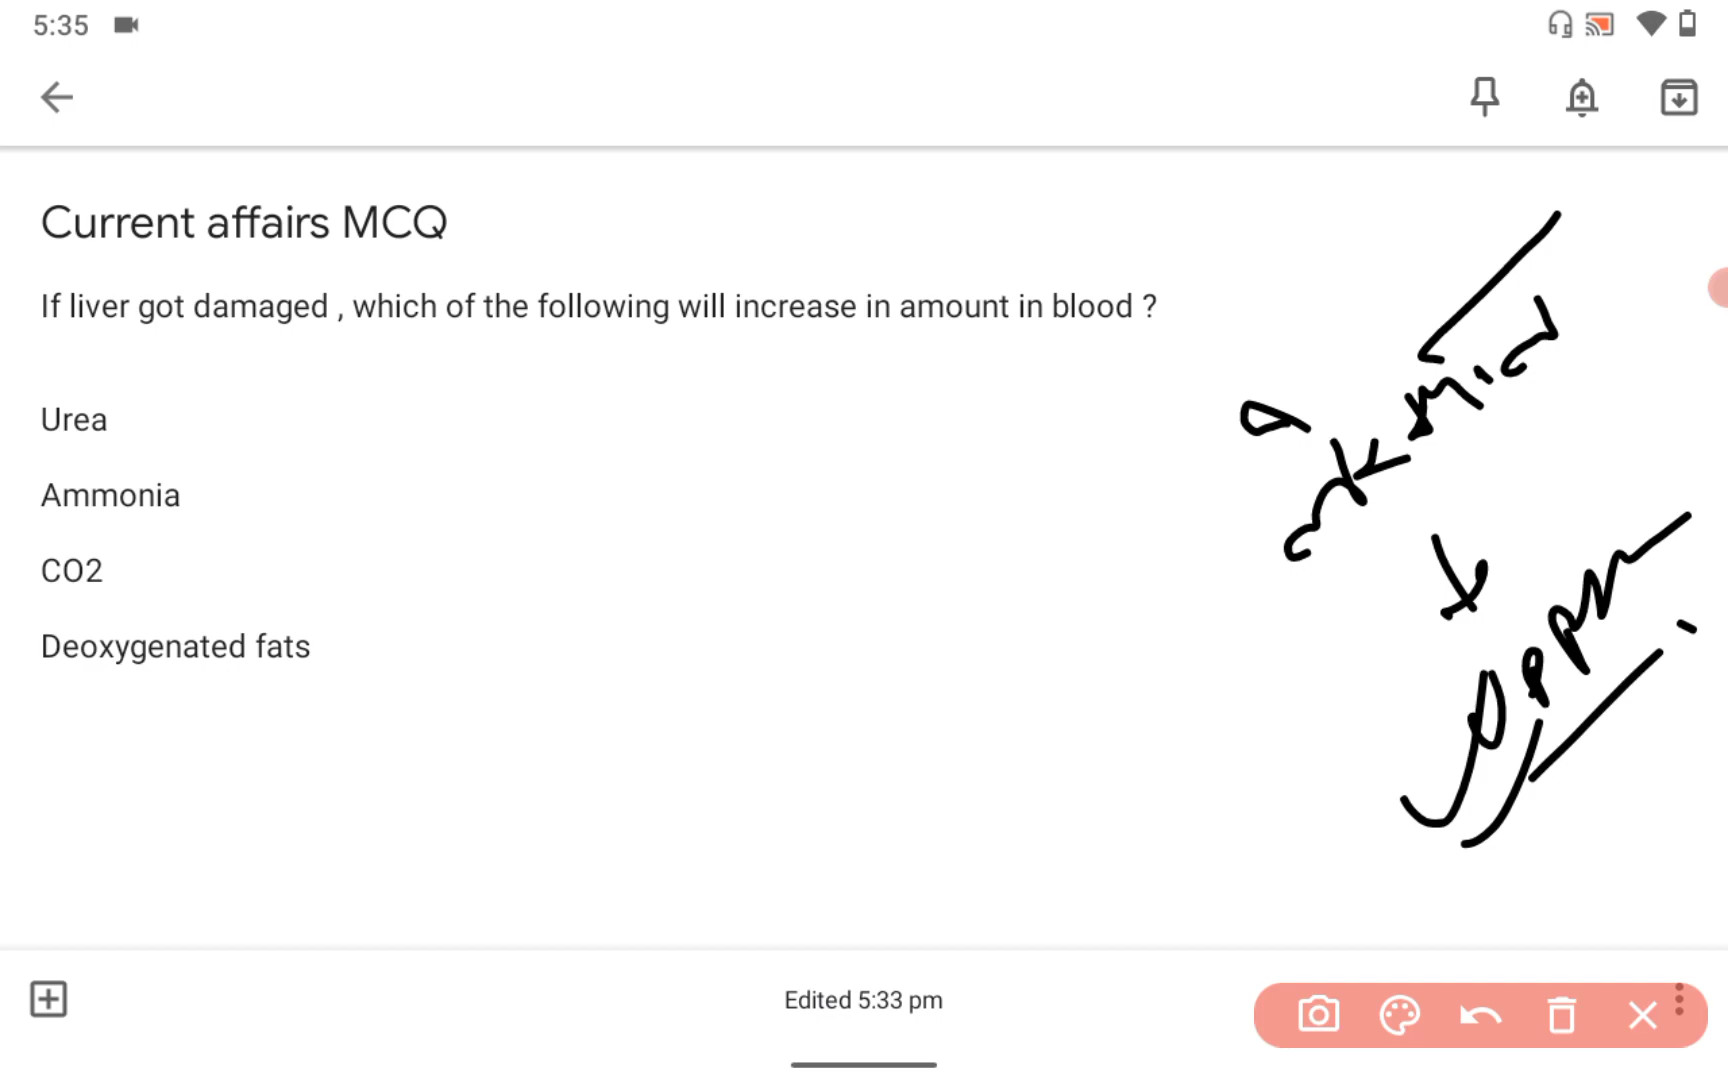 5:35
Current affairs MCQ
If liver got damaged , which of the following will increase in amount in blood ?
Urea
Ammonia
CO2
Deoxygenated fats
Edited 5:33 pm